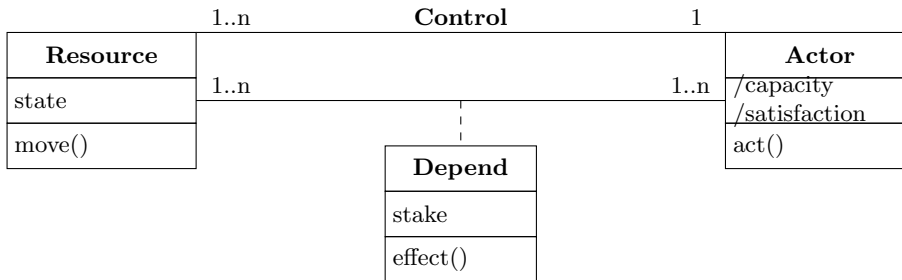 1..n Control 1
Resource
Actor
state
1..n 1..n
/capacity
/satisfaction
move()
act()
Depend
stake
effect()